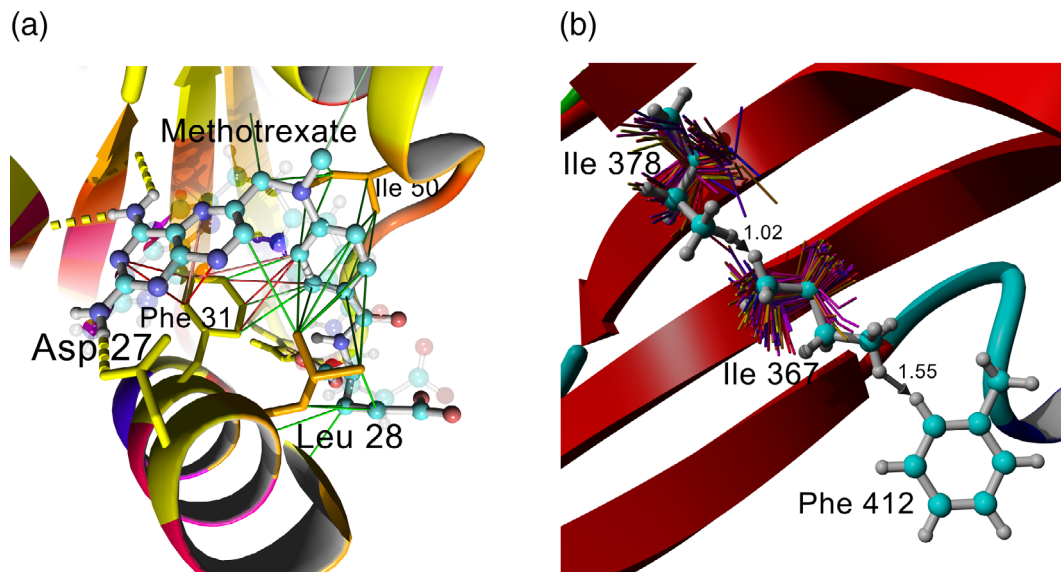 (a)
Methotrexate
Ile 50
Phe 31
Asp 27
Leu 28
(b)
Ile 378
1.02
Ile 367
1.55
Phe 412